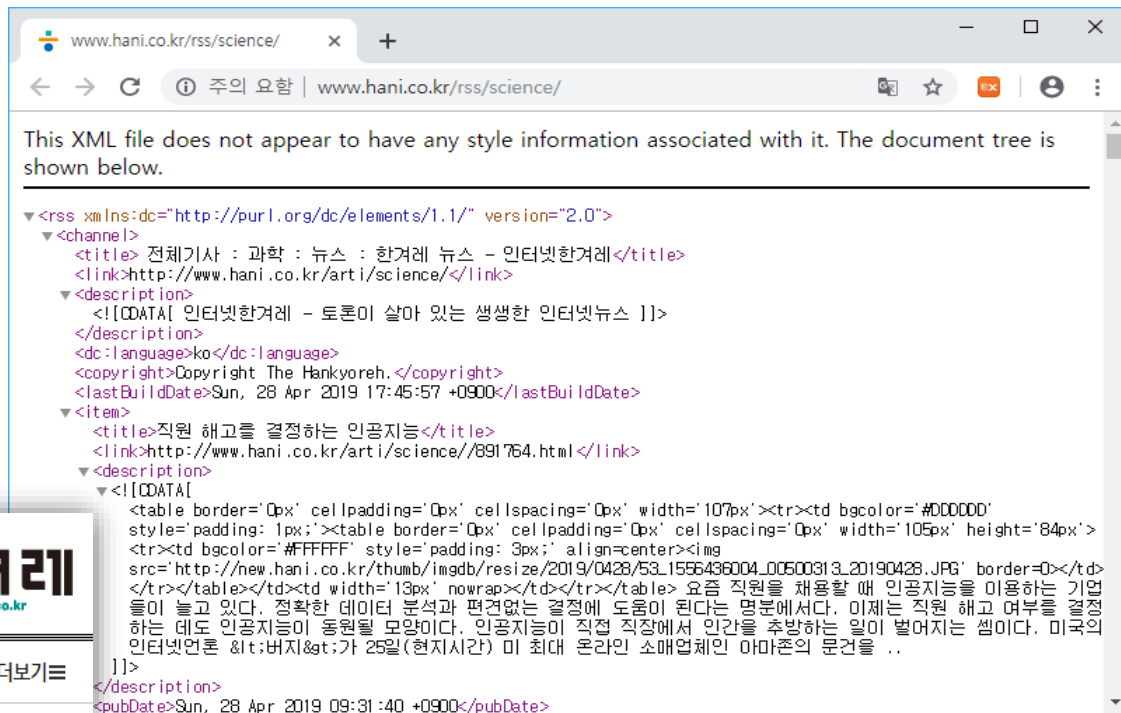 www.hani.co.kr/rss/science/
주의 요함 | www.hani.co.kr/rss/science/
This XML file does not appear to have any style information associated with it. The document tree is
shown below.
▼<rss xmlns:dc="http://purl.org/dc/elements/1.1/" version="2.0">
▼<channel>
<title> 전체기사 : 과학 : 뉴스 : 한겨레 뉴스 - 인터넷한겨레</title>
<link>http://www.hani.co.kr/arti/science/</link>
▼<description>
<![CDATA[ 인터넷한겨레 - 토론이 살아 있는 생생한 인터넷뉴스 ]]>
</description>
<dc:language>ko</dc:language>
<copyright>Copyright The Hankyoreh.</copyright>
<lastBuildDate>Sun, 28 Apr 2019 17:45:57 +0900</lastBuildDate>
▼<item>
<title>직원 해고를 결정하는 인공지능</title>
<link>http://www.hani.co.kr/arti/science//891764.html</link>
▼<description>
▼<![CDATA[
<table border='0px' cellpadding='0px' cellspacing='0px' width='107px'><tr><td bgcolor='#DDDDDD'
style='padding: 1px;'><table border='0px' cellpadding='0px' cellspacing='0px' width='105px' height='84px'>
<tr><td bgcolor='#FFFFFF' style='padding: 3px;' align=center><img
src='http://new.hani.co.kr/thumb/imgdb/resize/2019/0428/53_1556436004_00500313_20190428.JPG' border=0></td>
</tr></table></td><td width='13px' nowrap></td></tr></table> 요즘 직원을 채용할 때 인공지능을 이용하는 기업
들이 늘고 있다. 정확한 데이터 분석과 편견없는 결정에 도움이 된다는 명분에서다. 이제는 직원 해고 여부를 결정
하는 데도 인공지능이 동원될 모양이다. 인공지능이 직접 직장에서 인간을 추방하는 일이 벌어지는 셈이다. 미국의
인터넷언론 &lt;버지&gt;가 25일(현지시간) 미 최대 온라인 소매업체인 아마존의 문건을 ..
]]>
</description>
<pubDate>Sun, 28 Apr 2019 09:31:40 +0900</pubDate>
레
o.kr
더보기
EX